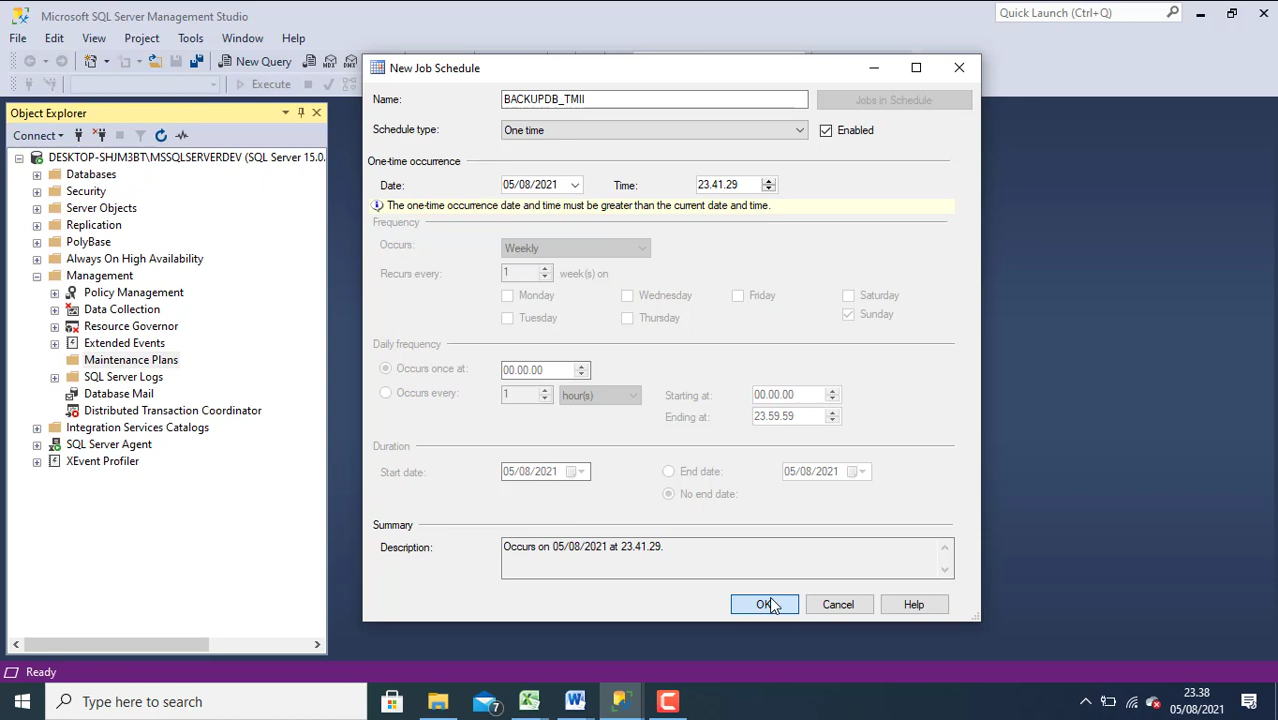 Microsoft SQL Server Management Studio
Quick Launch (Ctrl+Q)
File Edit View Project Tools Window Help
New Query
MDX
DMX
Execute
Object Explorer
Connect
DESKTOP-SHJM3BT\MSSQLSERVERDEV (SQL Server 15.0.
Databases
Security
Server Objects
Replication
PolyBase
Always On High Availability
Management
Policy Management
Data Collection
Resource Governor
Extended Events
Maintenance Plans
SQL Server Logs
Database Mail
Distributed Transaction Coordinator
Integration Services Catalogs
SQL Server Agent
XEvent Profiler
New Job Schedule
Name: BACKUPDB_TMII Jobs in Schedule
Schedule type: One time Enabled
One-time occurrence
Date: 05/08/2021 Time: 23.41.29
The one-time occurrence date and time must be greater than the current date and time.
Frequency
Occurs: Weekly
Recurs every: 1 week(s) on
Monday Wednesday Friday Saturday
Tuesday Thursday Sunday
Daily frequency
Occurs once at: 00.00.00
Occurs every: 1 hour(s) Starting at: 00.00.00
Ending at: 23.59.59
Duration
Start date: 05/08/2021 End date: 05/08/2021
No end date:
Summary
Description: Occurs on 05/08/2021 at 23.41.29.
OK Cancel Help
Ready
Type here to search
7
23.38
05/08/2021